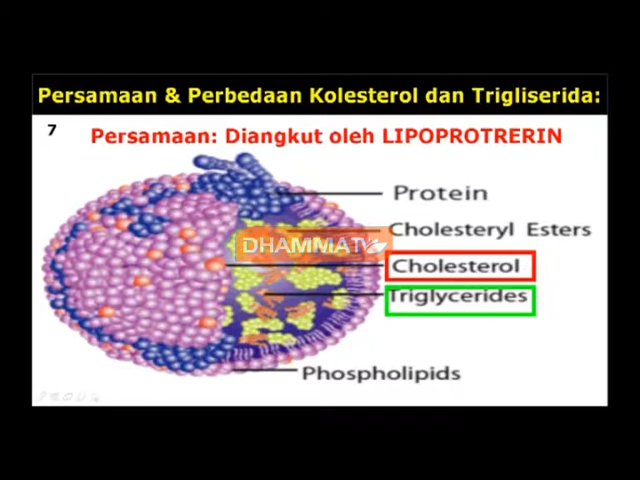 Persamaan & Perbedaan Kolesterol dan Trigliserida:
7
Persamaan: Diangkut oleh LIPOPROTRERIN
Protein
Cholesteryl Esters
DHAMMATV
Cholesterol
Triglycerides
Phospholipids